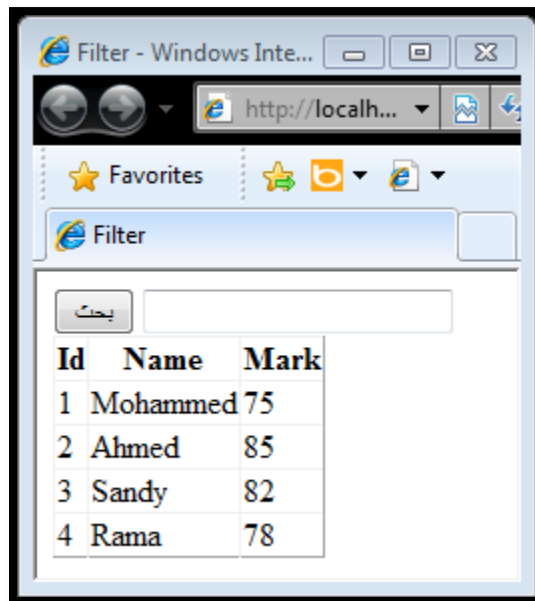 Filter - Windows Inte...
http://localh...
Favorites
Filter
بحث
Id Name Mark
1 Mohammed 75
2 Ahmed 85
3 Sandy 82
4 Rama 78